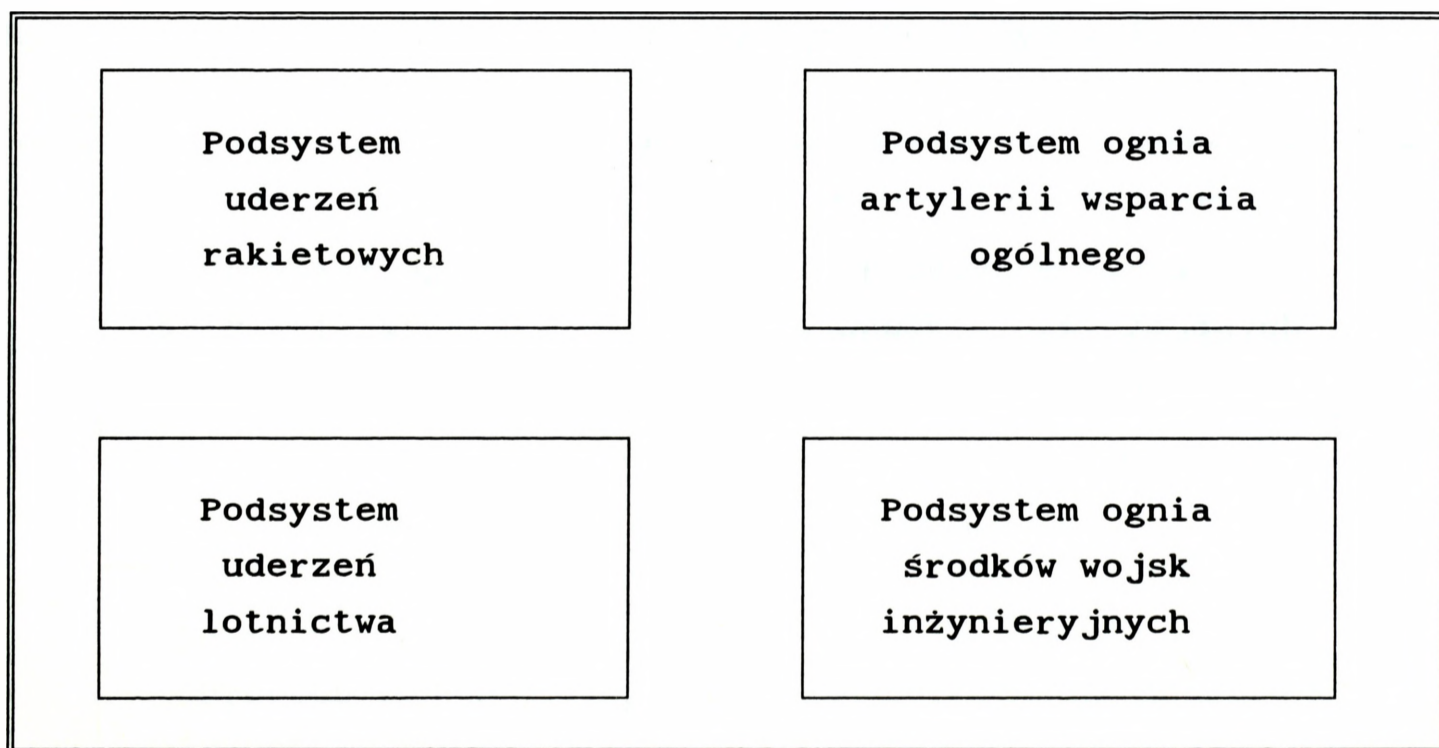 Podsystem
uderzeń
rakietowych
Podsystem ognia
artylerii wsparcia
ogólnego
Podsystem
uderzeń
lotnictwa
Podsystem ognia
środków wojsk
inżynieryjnych